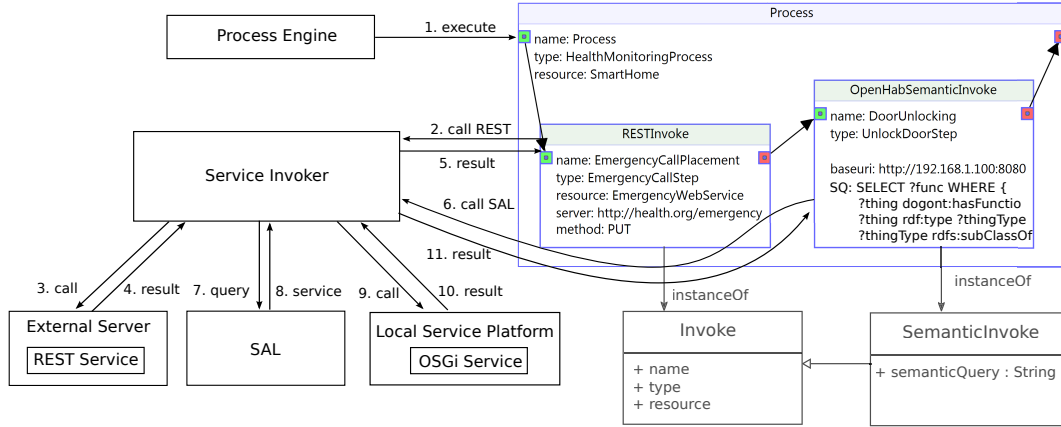 Process
Process Engine
1. execute
name: Process
type: HealthMonitoringProcess
resource: SmartHome
OpenHabSemanticInvoke
name: DoorUnlocking
type: UnlockDoorStep
baseuri: http://192.168.1.100:8080
SQ: SELECT ?func WHERE {
?thing dogont:hasFunctio
?thing rdf:type ?thingType
?thingType rdfs:subClassOf
RESTInvoke
name: EmergencyCallPlacement
type: EmergencyCallStep
resource: EmergencyWebService
server: http://health.org/emergency
method: PUT
2. call REST
5. result
Service Invoker
6. call SAL
11. result
3. call
4. result
7. query
8. service
9. call
10. result
instanceOf
instanceOf
External Server
REST Service
SAL
Local Service Platform
OSGi Service
Invoke
+ name
+ type
+ resource
SemanticInvoke
+ semanticQuery : String